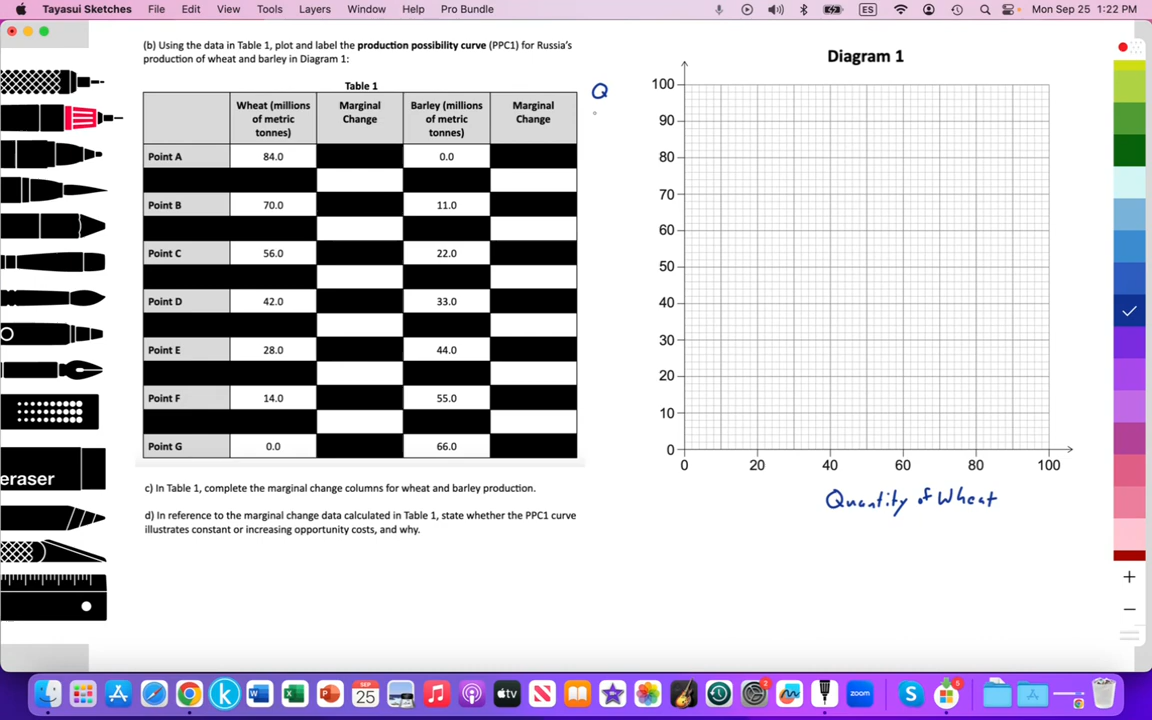 Tayasui Sketches File Edit View Tools Layers Window Help Pro Bundle ES Mon Sep 25 1:22 PM
(b) Using the data in Table 1, plot and label the production possibility curve (PPC1) for Russia's
production of wheat and barley in Diagram 1:
Table 1
Wheat (millions of metric tonnes) Marginal Change Barley (millions of metric tonnes) Marginal Change
Point A 84.0 0.0
Point B 70.0 11.0
Point C 56.0 22.0
Point D 42.0 33.0
Point E 28.0 44.0
Point F 14.0 55.0
Point G 0.0 66.0
c) In Table 1, complete the marginal change columns for wheat and barley production.
d) In reference to the marginal change data calculated in Table 1, state whether the PPC1 curve
illustrates constant or increasing opportunity costs, and why.
Q
Diagram 1
100
90
80
70
60
50
40
30
20
10
0
0 20 40 60 80 100
Quantity of Wheat
eraser
SEP
25
tv
zoom
2
5